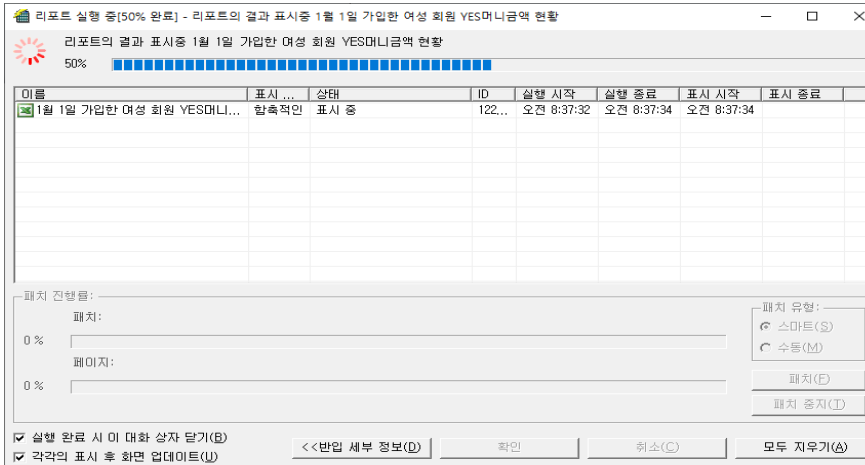 리포트 실행 중[50% 완료] - 리포트의 결과 표시중 1월 1일 가입한 여성 회원 YES머니금액 현황
리포트의 결과 표시중 1월 1일 가입한 여성 회원 YES머니금액 현황
50%
이름 표시 ... 상태 ID 실행 시작 실행 종료 표시 시작 표시 종료
1월 1일 가입한 여성 회원 YES머니... 함축적인 표시 중 122... 오전 8:37:32 오전 8:37:34 오전 8:37:34
패치 진행률:
패치:
0 %
페이지:
0 %
패치 유형:
스마트(S)
수동(M)
패치(F)
패치 중지(T)
실행 완료 시 이 대화 상자 닫기(B)
각각의 표시 후 화면 업데이트(U)
<<반입 세부 정보(D) 확인 취소(C) 모두 지우기(A)